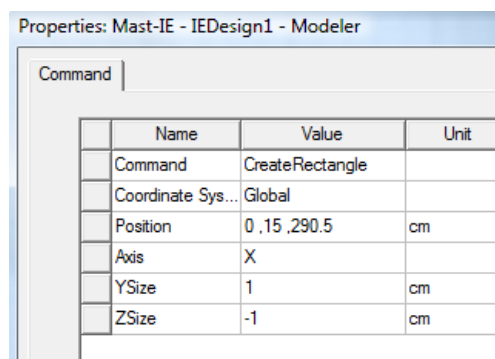 Properties: Mast-IE - IEDesign1 - Modeler
Command
Name Value Unit
Command CreateRectangle
Coordinate Sys... Global
Position 0 ,15 ,290.5 cm
Axis X
YSize 1 cm
ZSize -1 cm